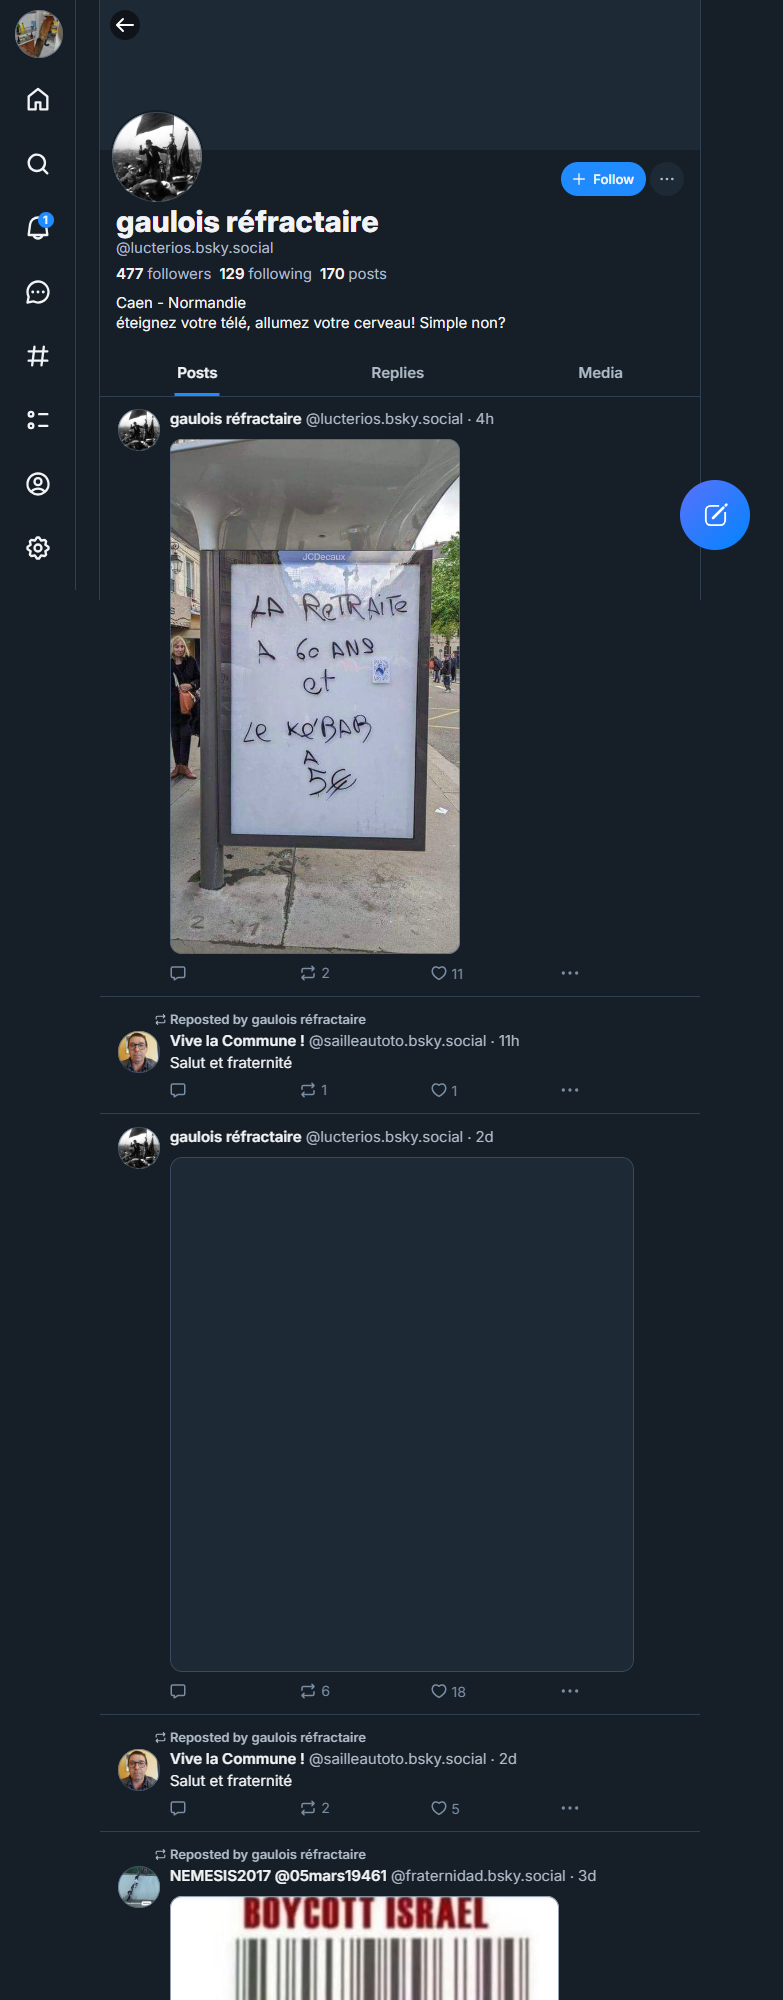 1
Follow
gaulois réfractaire
@lucterios.bsky.social
477 followers 129 following 170 posts
Caen - Normandie
éteignez votre télé, allumez votre cerveau! Simple non?
Posts Replies Media
gaulois réfractaire @lucterios.bsky.social · 4h
JCDecaux
LA ReTRAiTe
A 60 ANS
et
Le KéBAB
A
5€
2 11
Reposted by gaulois réfractaire
Vive la Commune ! @sailleautoto.bsky.social · 11h
Salut et fraternité
1 1
gaulois réfractaire @lucterios.bsky.social · 2d
6 18
Reposted by gaulois réfractaire
Vive la Commune ! @sailleautoto.bsky.social · 2d
Salut et fraternité
2 5
Reposted by gaulois réfractaire
NEMESIS2017 @05mars19461 @fraternidad.bsky.social · 3d
BOYCOTT ISRAEL